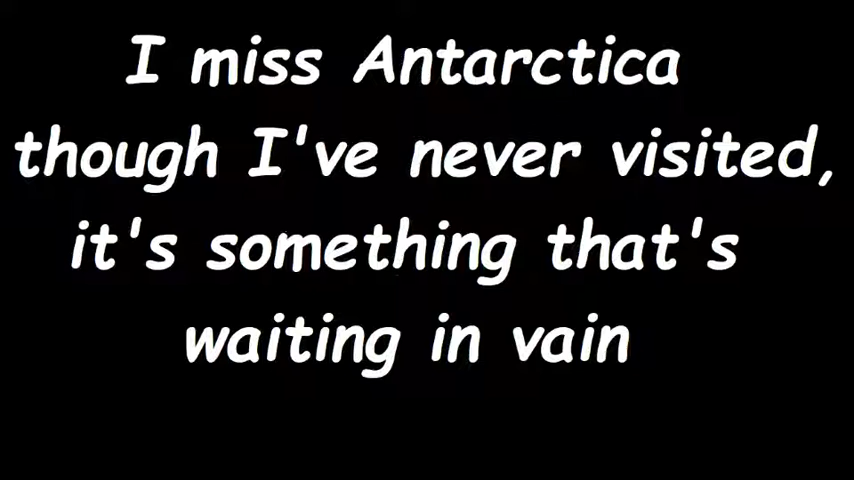 I miss Antarctica
though I've never visited,
it's something that's
waiting in vain